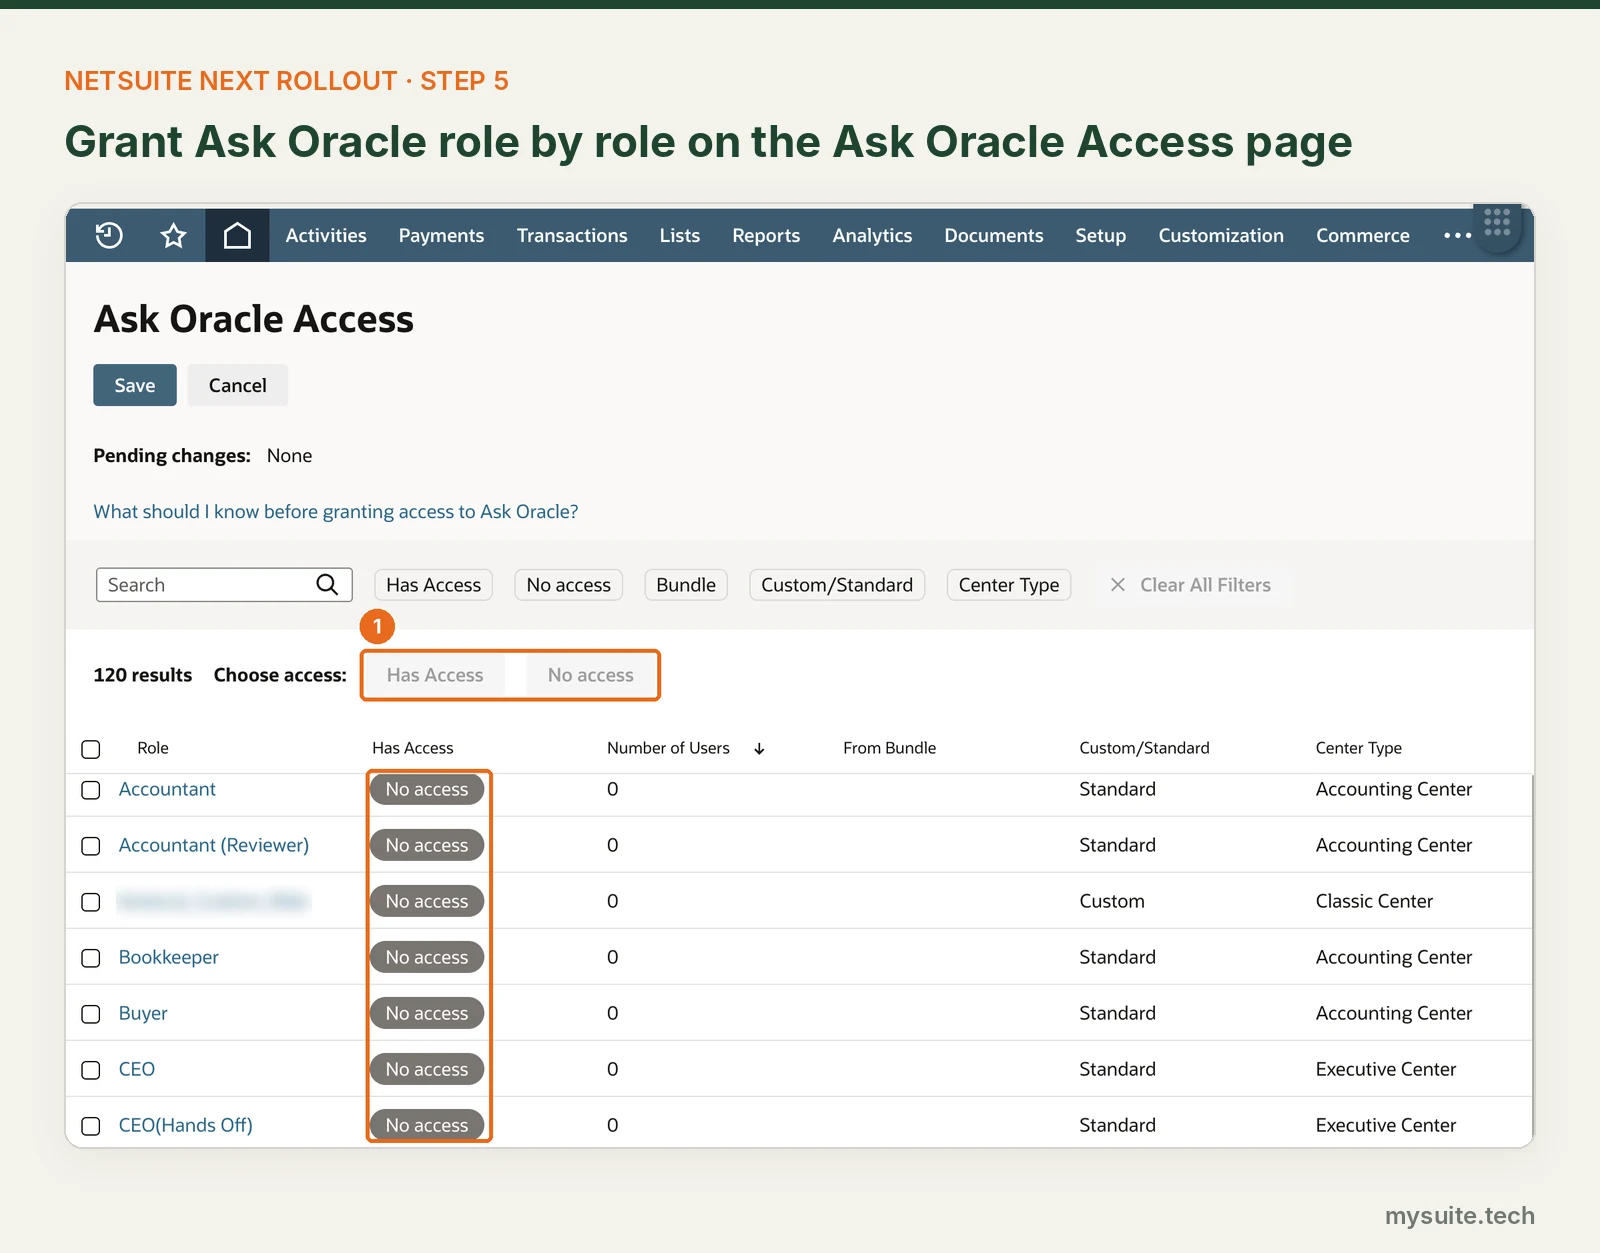 NETSUITE NEXT ROLLOUT · STEP 5
Grant Ask Oracle role by role on the Ask Oracle Access page
Activities Payments Transactions Lists Reports Analytics Documents Setup Customization Commerce
Ask Oracle Access
Save Cancel
Pending changes: None
What should I know before granting access to Ask Oracle?
Search Has Access No access Bundle Custom/Standard Center Type Clear All Filters
1
120 results Choose access: Has Access No access
Role Has Access Number of Users From Bundle Custom/Standard Center Type
Accountant No access 0 Standard Accounting Center
Accountant (Reviewer) No access 0 Standard Accounting Center
No access 0 Custom Classic Center
Bookkeeper No access 0 Standard Accounting Center
Buyer No access 0 Standard Accounting Center
CEO No access 0 Standard Executive Center
CEO(Hands Off) No access 0 Standard Executive Center
mysuite.tech